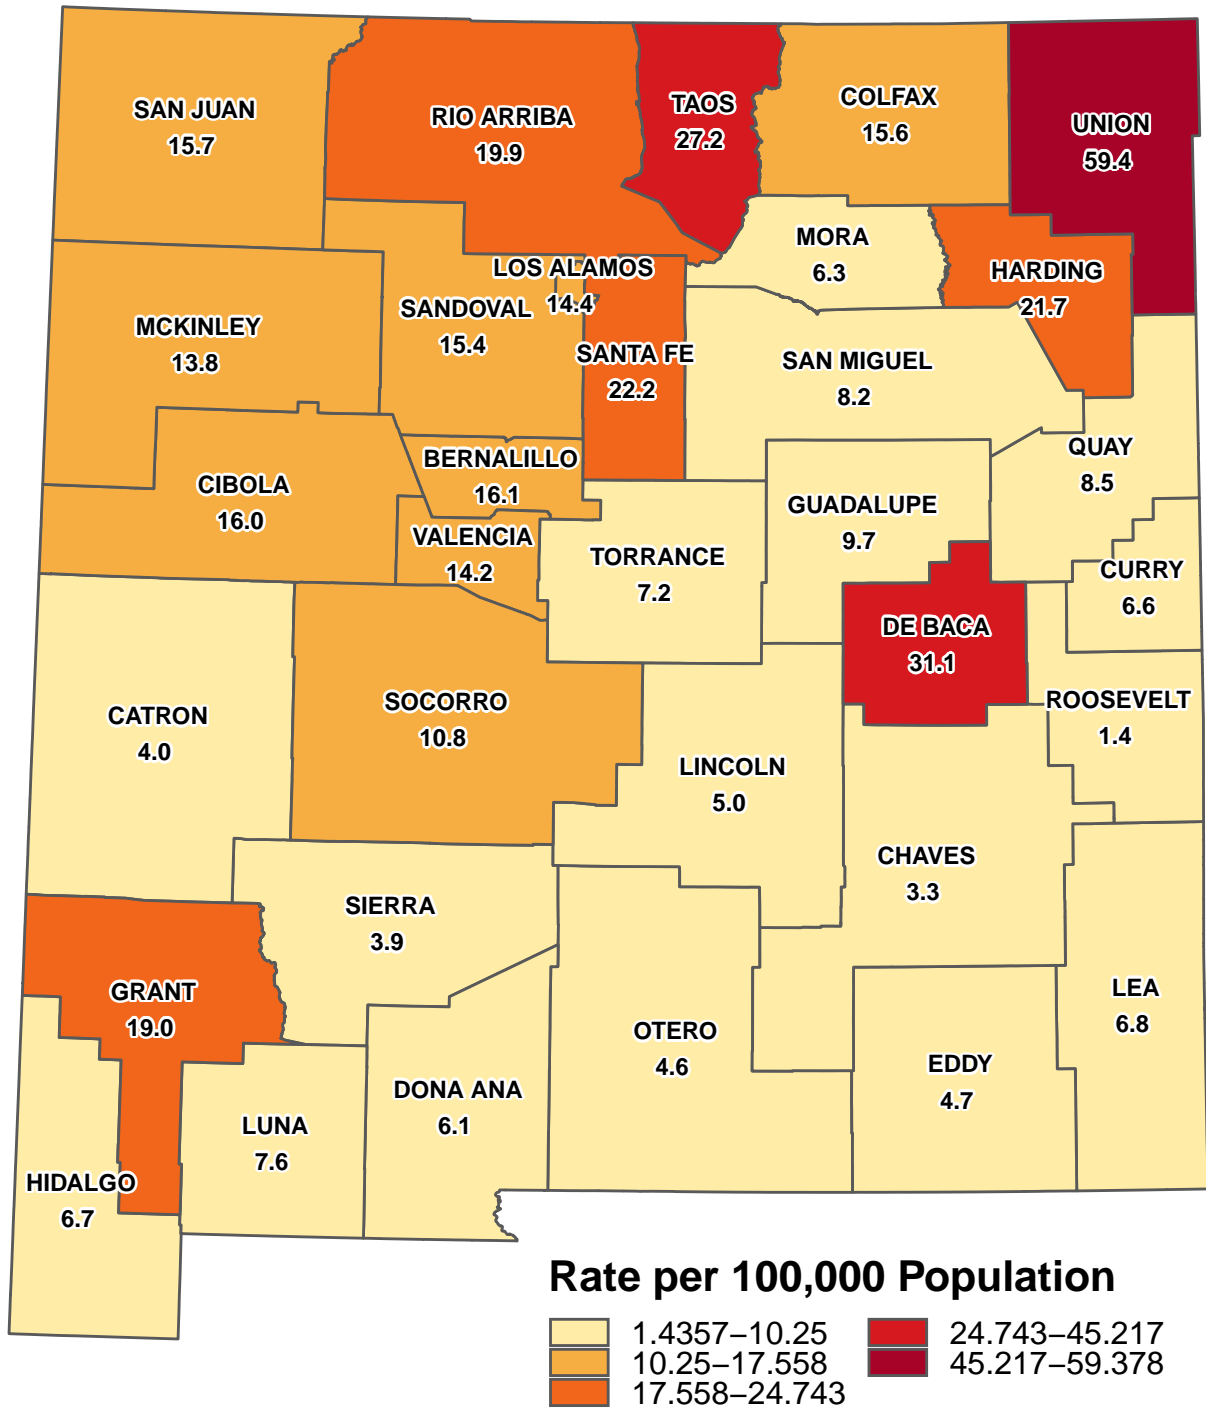 SAN JUAN
15.7
RIO ARRIBA
19.9
TAOS
27.2
COLFAX
15.6
UNION
59.4
MORA
6.3
HARDING
21.7
LOS ALAMOS
14.4
SANDOVAL
15.4
MCKINLEY
13.8
SANTA FE
22.2
SAN MIGUEL
8.2
QUAY
8.5
BERNALILLO
16.1
CIBOLA
16.0
GUADALUPE
9.7
VALENCIA
14.2
TORRANCE
7.2
CURRY
6.6
DE BACA
31.1
ROOSEVELT
1.4
CATRON
4.0
SOCORRO
10.8
LINCOLN
5.0
CHAVES
3.3
SIERRA
3.9
GRANT
19.0
LEA
6.8
OTERO
4.6
EDDY
4.7
DONA ANA
6.1
LUNA
7.6
HIDALGO
6.7
Rate per 100,000 Population
1.4357–10.25
10.25–17.558
17.558–24.743
24.743–45.217
45.217–59.378